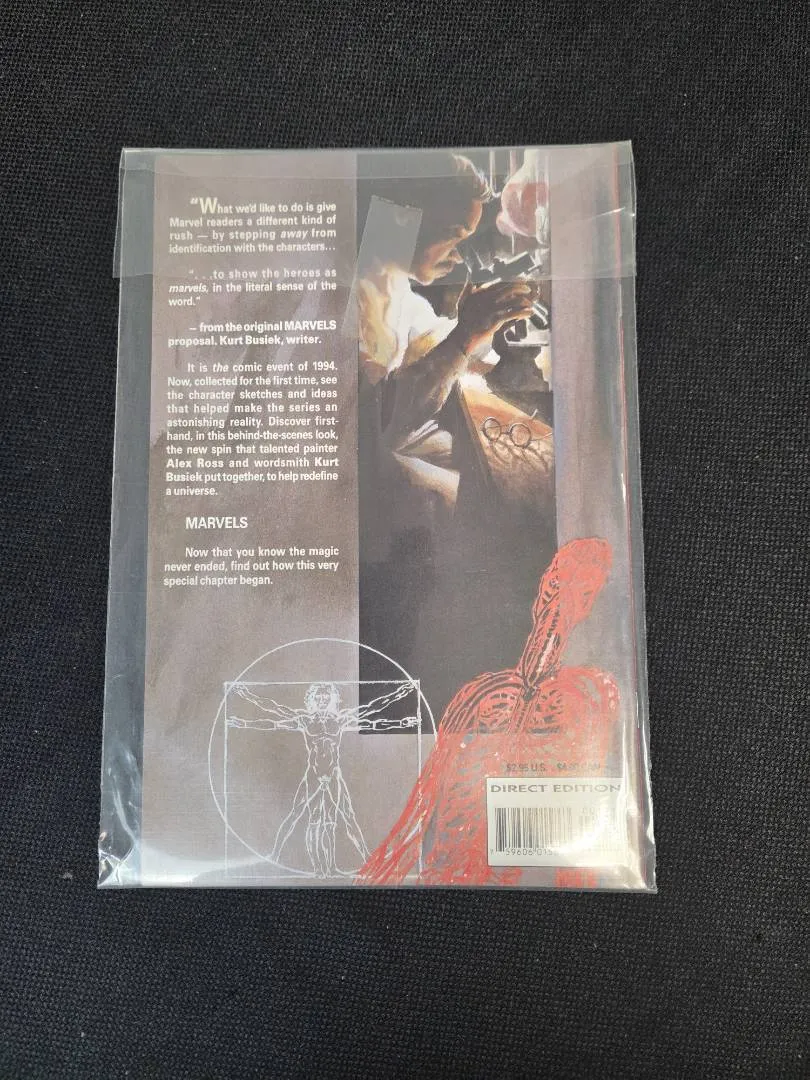 "What we'd like to do is give
Marvel readers a different kind of
rush — by stepping away from
identification with the characters...
". . .to show the heroes as
marvels, in the literal sense of the
word."
– from the original MARVELS
proposal. Kurt Busiek, writer.
It is the comic event of 1994.
Now, collected for the first time, see
the character sketches and ideas
that helped make the series an
astonishing reality. Discover first-
hand, in this behind-the-scenes look,
the new spin that talented painter
Alex Ross and wordsmith Kurt
Busiek put together, to help redefine
a universe.
MARVELS
Now that you know the magic
never ended, find out how this very
special chapter began.
$2.95 U.S.
DIRECT EDITION